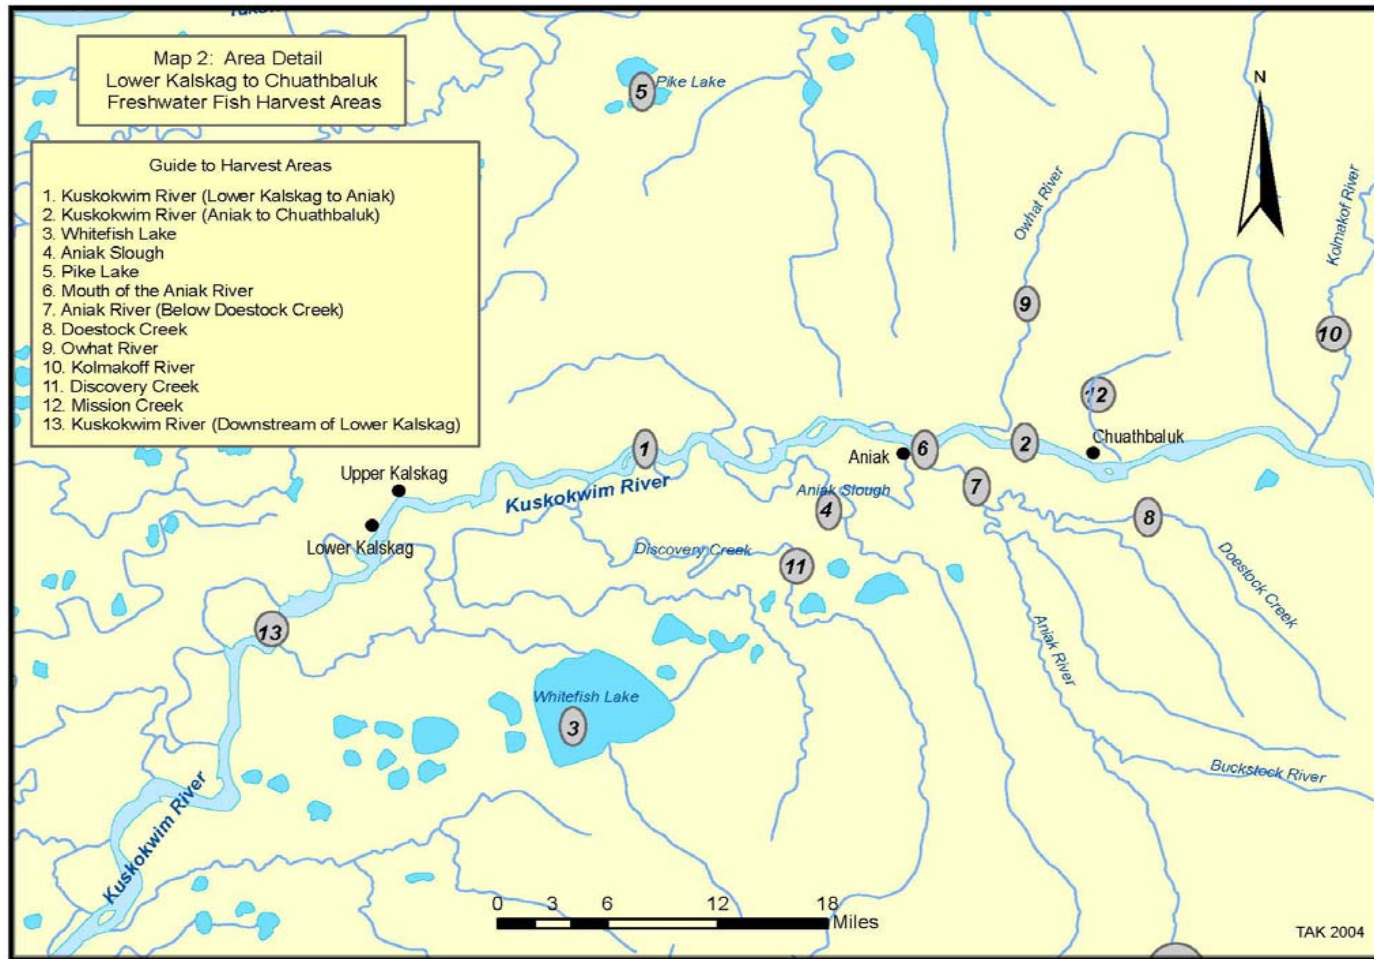 Map 2: Area Detail
Lower Kalskag to Chuathbaluk
Freshwater Fish Harvest Areas
Guide to Harvest Areas
1. Kuskokwim River (Lower Kalskag to Aniak)
2. Kuskokwim River (Aniak to Chuathbaluk)
3. Whitefish Lake
4. Aniak Slough
5. Pike Lake
6. Mouth of the Aniak River
7. Aniak River (Below Doestock Creek)
8. Doestock Creek
9. Owhat River
10. Kolmakoff River
11. Discovery Creek
12. Mission Creek
13. Kuskokwim River (Downstream of Lower Kalskag)
5
Pike Lake
N
Owhat River
Kolmakof River
9
10
12
Chuathbaluk
1
6
2
Aniak
7
Upper Kalskag
Kuskokwim River
Aniak Slough
4
8
Lower Kalskag
Discovery Creek
11
Doestock Creek
13
Aniak River
Whitefish Lake
3
Buckstock River
Kuskokwim River
0 3 6 12 18
Miles
TAK 2004